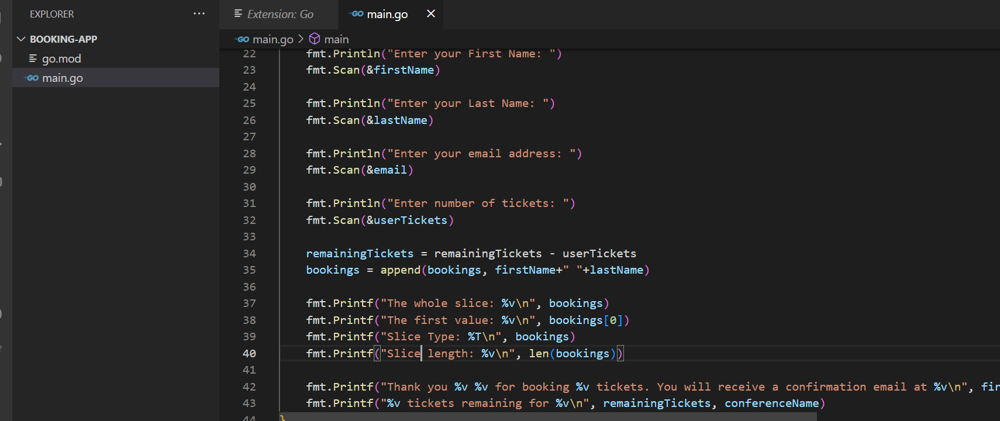 EXPLORER
···
BOOKING-APP
go.mod
main.go
Extension: Go
main.go
main.go > main
22 fmt.Println("Enter your First Name: ")
23 fmt.Scan(&firstName)
24
25 fmt.Println("Enter your Last Name: ")
26 fmt.Scan(&lastName)
27
28 fmt.Println("Enter your email address: ")
29 fmt.Scan(&email)
30
31 fmt.Println("Enter number of tickets: ")
32 fmt.Scan(&userTickets)
33
34 remainingTickets = remainingTickets - userTickets
35 bookings = append(bookings, firstName+" "+lastName)
36
37 fmt.Printf("The whole slice: %v\n", bookings)
38 fmt.Printf("The first value: %v\n", bookings[0])
39 fmt.Printf("Slice Type: %T\n", bookings)
40 fmt.Printf("Slice length: %v\n", len(bookings))
41
42 fmt.Printf("Thank you %v %v for booking %v tickets. You will receive a confirmation email at %v\n", fir
43 fmt.Printf("%v tickets remaining for %v\n", remainingTickets, conferenceName)
44 }